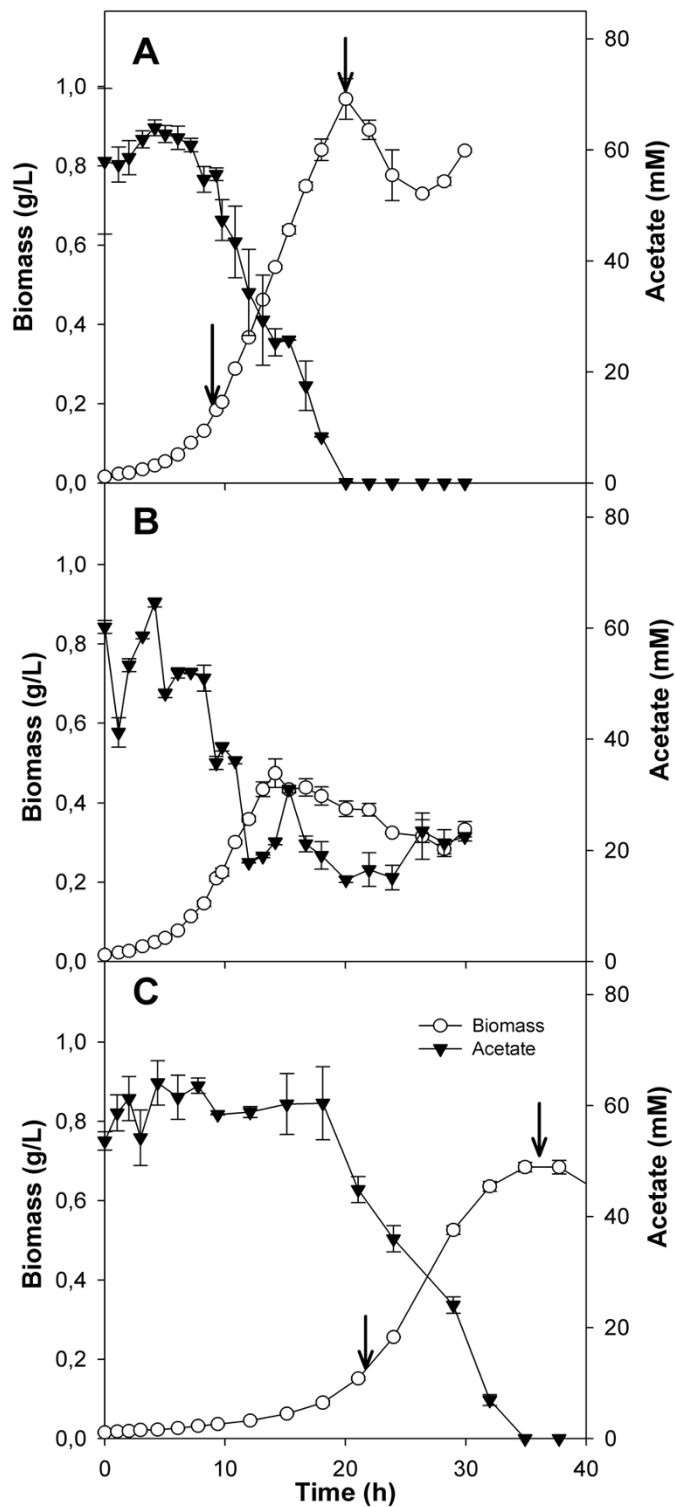 A
1,0
0,8
0,6
0,4
0,2
0,0
Biomass (g/L)
80
60
40
20
0
Acetate (mM)
B
1,0
0,8
0,6
0,4
0,2
0,0
Biomass (g/L)
80
60
40
20
0
Acetate (mM)
C
Biomass
Acetate
1,0
0,8
0,6
0,4
0,2
0,0
Biomass (g/L)
80
60
40
20
0
Acetate (mM)
0 10 20 30 40
Time (h)